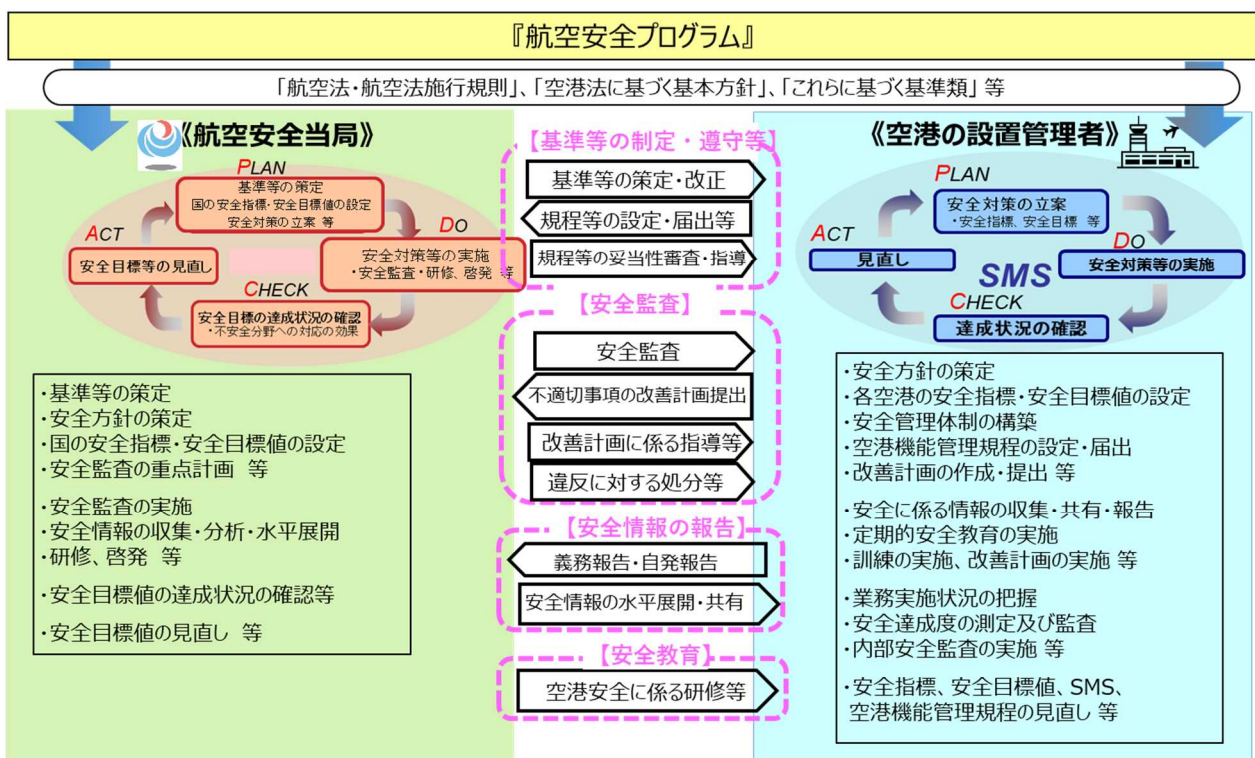 『航空安全プログラム』
「航空法・航空法施行規則」、「空港法に基づく基本方針」、「これらに基づく基準類」 等
《航空安全当局》
PLAN
基準等の策定
国の安全指標・安全目標値の設定
安全対策の立案 等
DO
安全対策等の実施
・安全監査・研修、啓発 等
CHECK
安全目標の達成状況の確認
・不安全分野への対応の効果
ACT
安全目標等の見直し
・基準等の策定
・安全方針の策定
・国の安全指標・安全目標値の設定
・安全監査の重点計画 等
・安全監査の実施
・安全情報の収集・分析・水平展開
・研修、啓発 等
・安全目標値の達成状況の確認等
・安全目標値の見直し 等
【基準等の制定・遵守等】
基準等の策定・改正
規程等の設定・届出等
規程等の妥当性審査・指導
【安全監査】
安全監査
不適切事項の改善計画提出
改善計画に係る指導等
違反に対する処分等
【安全情報の報告】
義務報告・自発報告
安全情報の水平展開・共有
【安全教育】
空港安全に係る研修等
《空港の設置管理者》
PLAN
安全対策の立案
・安全指標、安全目標 等
DO
安全対策等の実施
SMS
CHECK
達成状況の確認
ACT
見直し
・安全方針の策定
・各空港の安全指標・安全目標値の設定
・安全管理体制の構築
・空港機能管理規程の設定・届出
・改善計画の作成・提出 等
・安全に係る情報の収集・共有・報告
・定期的安全教育の実施
・訓練の実施、改善計画の実施 等
・業務実施状況の把握
・安全達成度の測定及び監査
・内部安全監査の実施 等
・安全指標、安全目標値、SMS、
空港機能管理規程の見直し 等